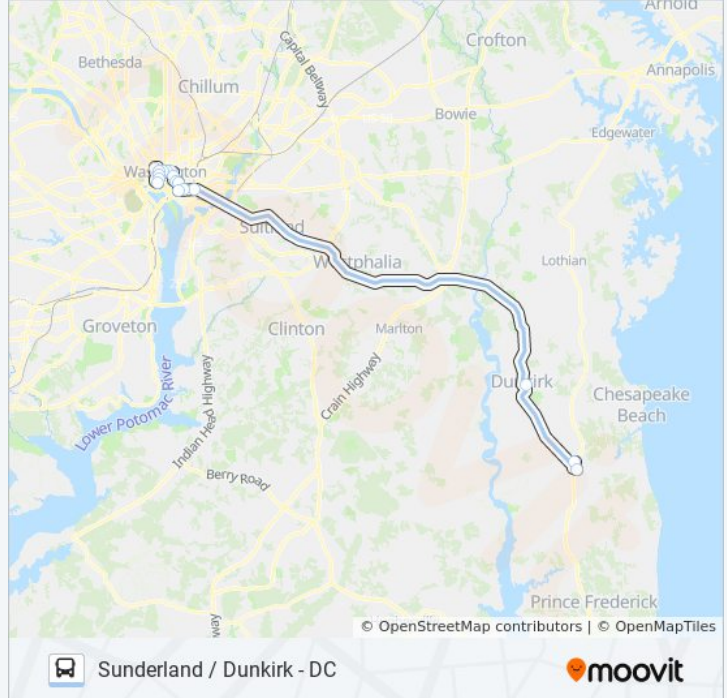 Arnold
Crofton
Bethesda
Capital Beltway
Annapolis
Chillum
Bowie
Edgewater
Washington
Suitland
Westphalia
Lothian
Groveton
Clinton
Marlton
Lower Potomac River
Indian Head Highway
Crain Highway
Dunkirk
Chesapeake
Beach
Berry Road
Prince Frederick
way
© OpenStreetMap contributors | © OpenMapTiles
Sunderland / Dunkirk - DC
moovit